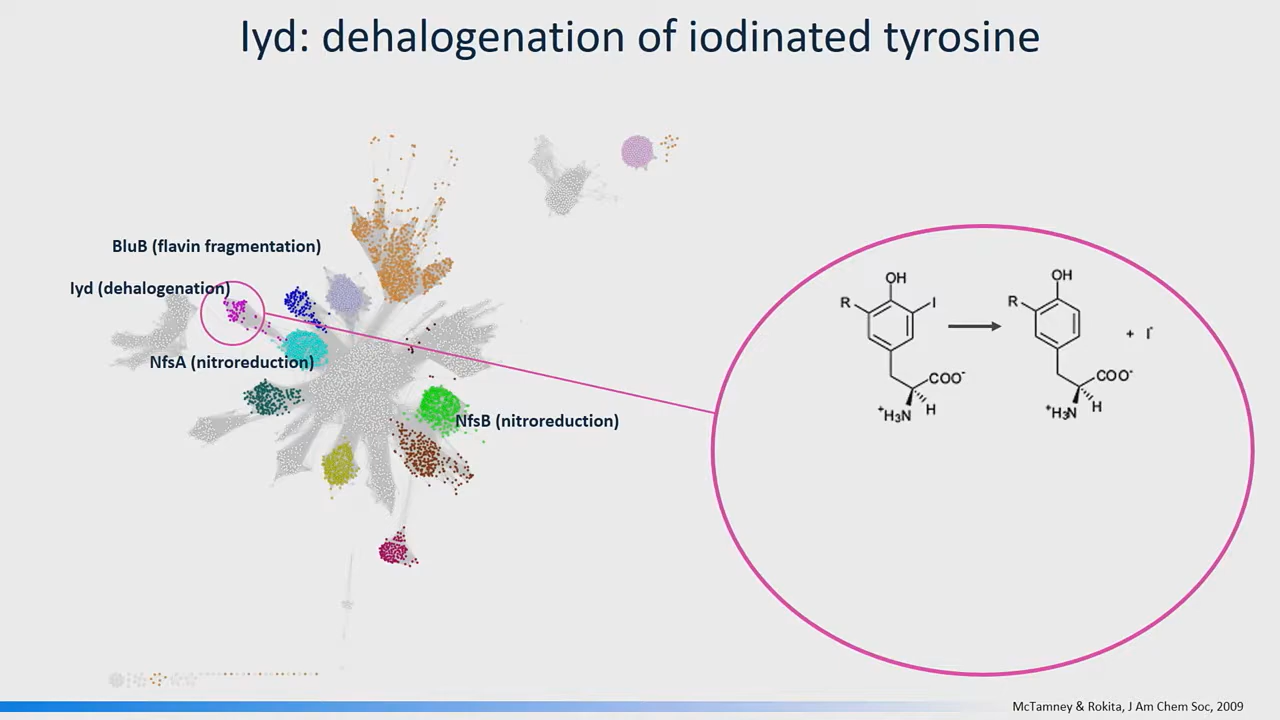 Iyd: dehalogenation of iodinated tyrosine
BluB (flavin fragmentation)
Iyd (dehalogenation)
NfsA (nitroreduction)
NfsB (nitroreduction)
OH
R
I
COO⁻
⁺H₃N
H
OH
R
+ I⁻
COO⁻
⁺H₃N
H
McTamney & Rokita, J Am Chem Soc, 2009